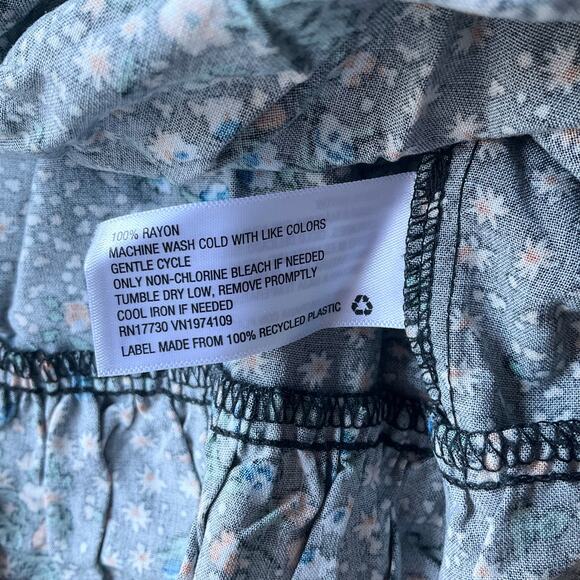 100% RAYON
MACHINE WASH COLD WITH LIKE COLORS
GENTLE CYCLE
ONLY NON-CHLORINE BLEACH IF NEEDED
TUMBLE DRY LOW, REMOVE PROMPTLY
COOL IRON IF NEEDED
RN17730 VN1974109
LABEL MADE FROM 100% RECYCLED PLASTIC